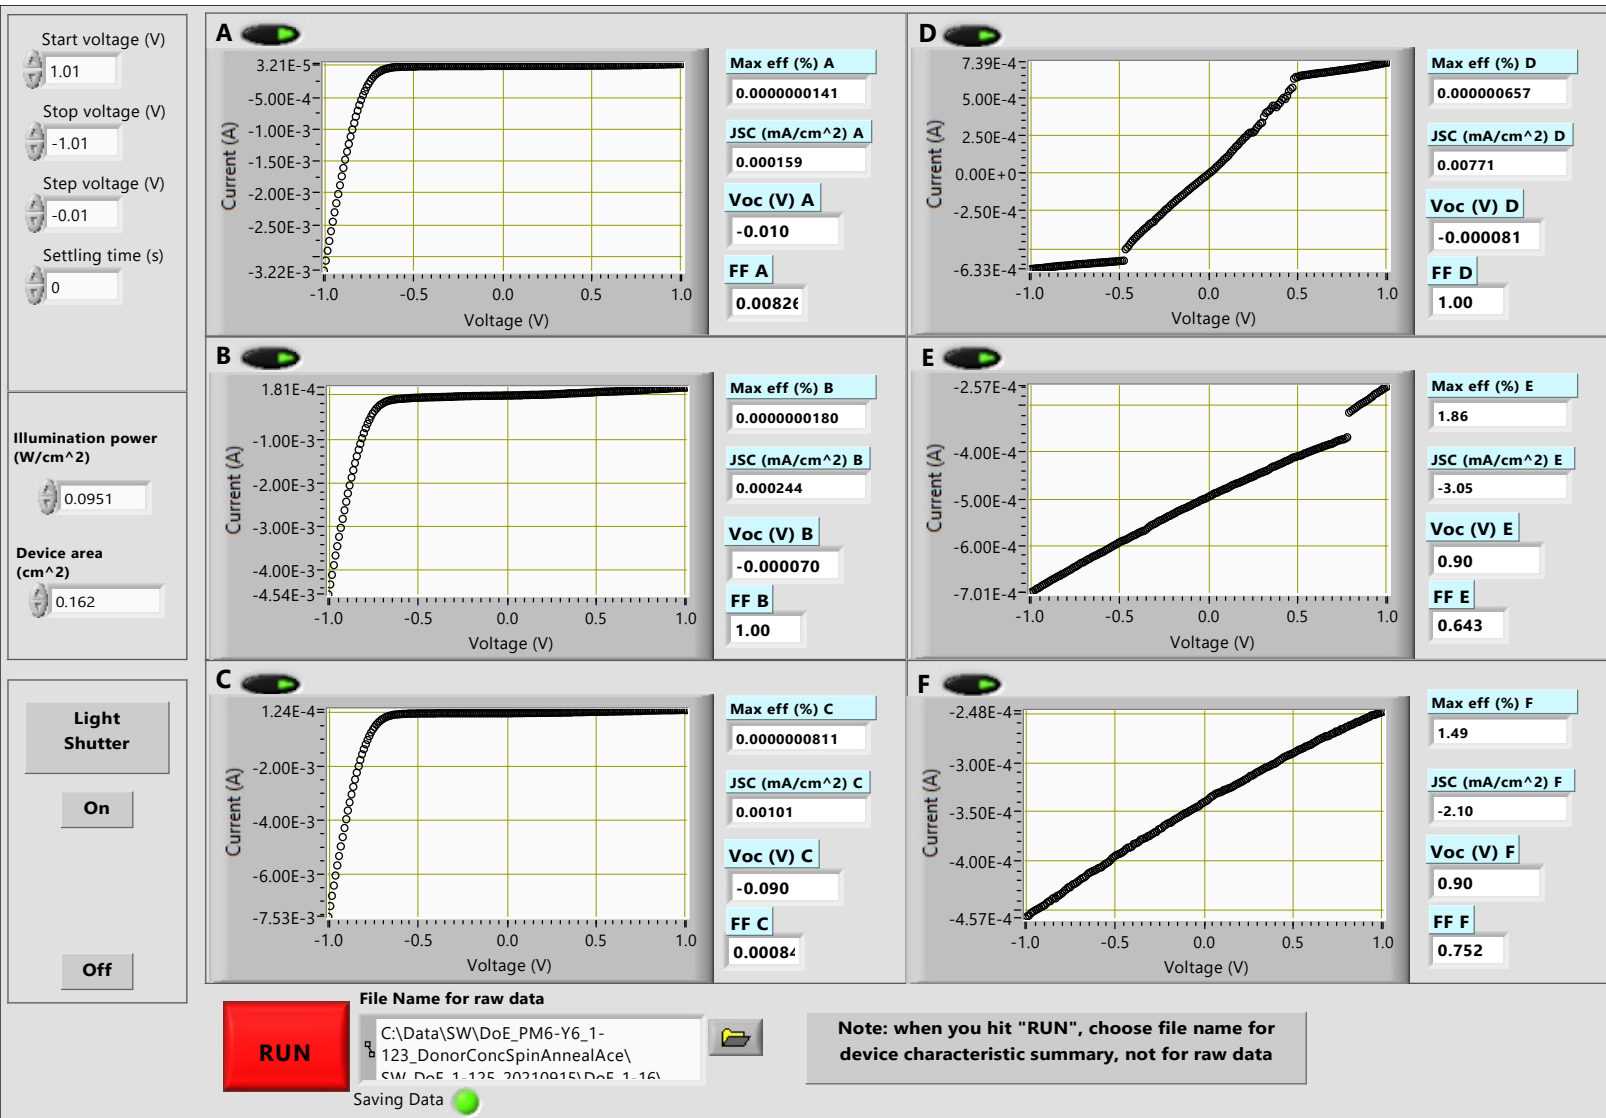 Start voltage (V)
1.01
Stop voltage (V)
-1.01
Step voltage (V)
-0.01
Settling time (s)
0
Illumination power
(W/cm^2)
0.0951
Device area
(cm^2)
0.162
Light
Shutter
On
Off
A
3.21E-5
-5.00E-4
-1.00E-3
-1.50E-3
-2.00E-3
-2.50E-3
-3.22E-3
Current (A)
-1.0 -0.5 0.0 0.5 1.0
Voltage (V)
Max eff (%) A
0.0000000141
JSC (mA/cm^2) A
0.000159
Voc (V) A
-0.010
FF A
0.00826
B
1.81E-4
-1.00E-3
-2.00E-3
-3.00E-3
-4.00E-3
-4.54E-3
Current (A)
-1.0 -0.5 0.0 0.5 1.0
Voltage (V)
Max eff (%) B
0.0000000180
JSC (mA/cm^2) B
0.000244
Voc (V) B
-0.000070
FF B
1.00
C
1.24E-4
-2.00E-3
-4.00E-3
-6.00E-3
-7.53E-3
Current (A)
-1.0 -0.5 0.0 0.5 1.0
Voltage (V)
Max eff (%) C
0.0000000811
JSC (mA/cm^2) C
0.00101
Voc (V) C
-0.090
FF C
0.00084
D
7.39E-4
5.00E-4
2.50E-4
0.00E+0
-2.50E-4
-6.33E-4
Current (A)
-1.0 -0.5 0.0 0.5 1.0
Voltage (V)
Max eff (%) D
0.000000657
JSC (mA/cm^2) D
0.00771
Voc (V) D
-0.000081
FF D
1.00
E
-2.57E-4
-4.00E-4
-5.00E-4
-6.00E-4
-7.01E-4
Current (A)
-1.0 -0.5 0.0 0.5 1.0
Voltage (V)
Max eff (%) E
1.86
JSC (mA/cm^2) E
-3.05
Voc (V) E
0.90
FF E
0.643
F
-2.48E-4
-3.00E-4
-3.50E-4
-4.00E-4
-4.57E-4
Current (A)
-1.0 -0.5 0.0 0.5 1.0
Voltage (V)
Max eff (%) F
1.49
JSC (mA/cm^2) F
-2.10
Voc (V) F
0.90
FF F
0.752
RUN
File Name for raw data
C:\Data\SW\DoE_PM6-Y6_1-
123_DonorConcSpinAnnealAce\
SW_DoE_1-125_20210915\DoE_1-16\
Saving Data
Note: when you hit "RUN", choose file name for
device characteristic summary, not for raw data